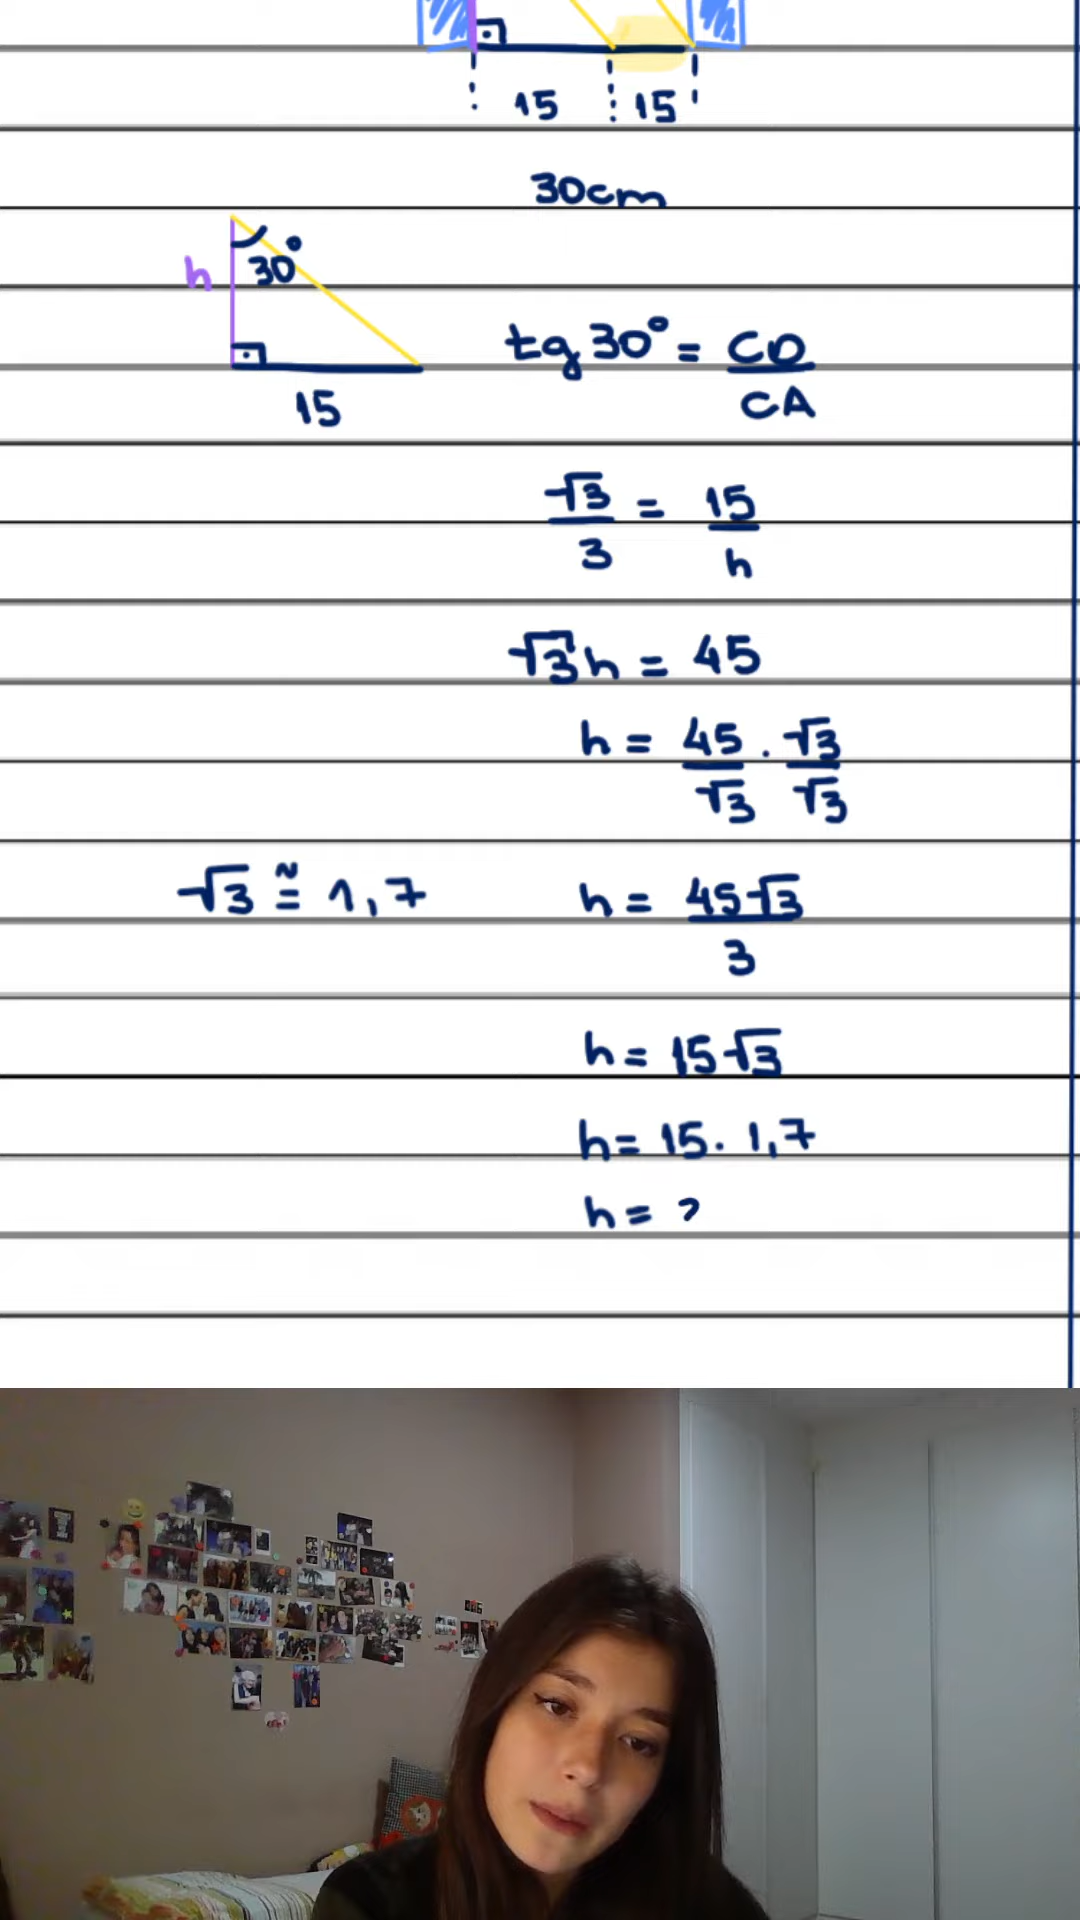 15 15
30cm
h 30°
15
tg 30° = CO/CA
√3/3 = 15/h
√3h = 45
h = 45/√3 . √3/√3
√3 ≅ 1,7
h = 45√3/3
h = 15√3
h = 15. 1,7
h =